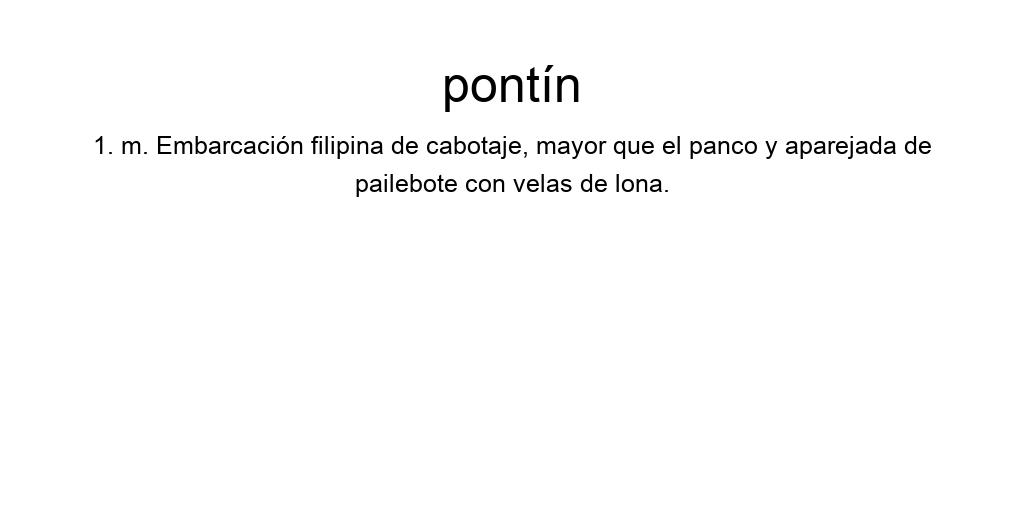 pontín
1. m. Embarcación filipina de cabotaje, mayor que el panco y aparejada de
pailebote con velas de lona.